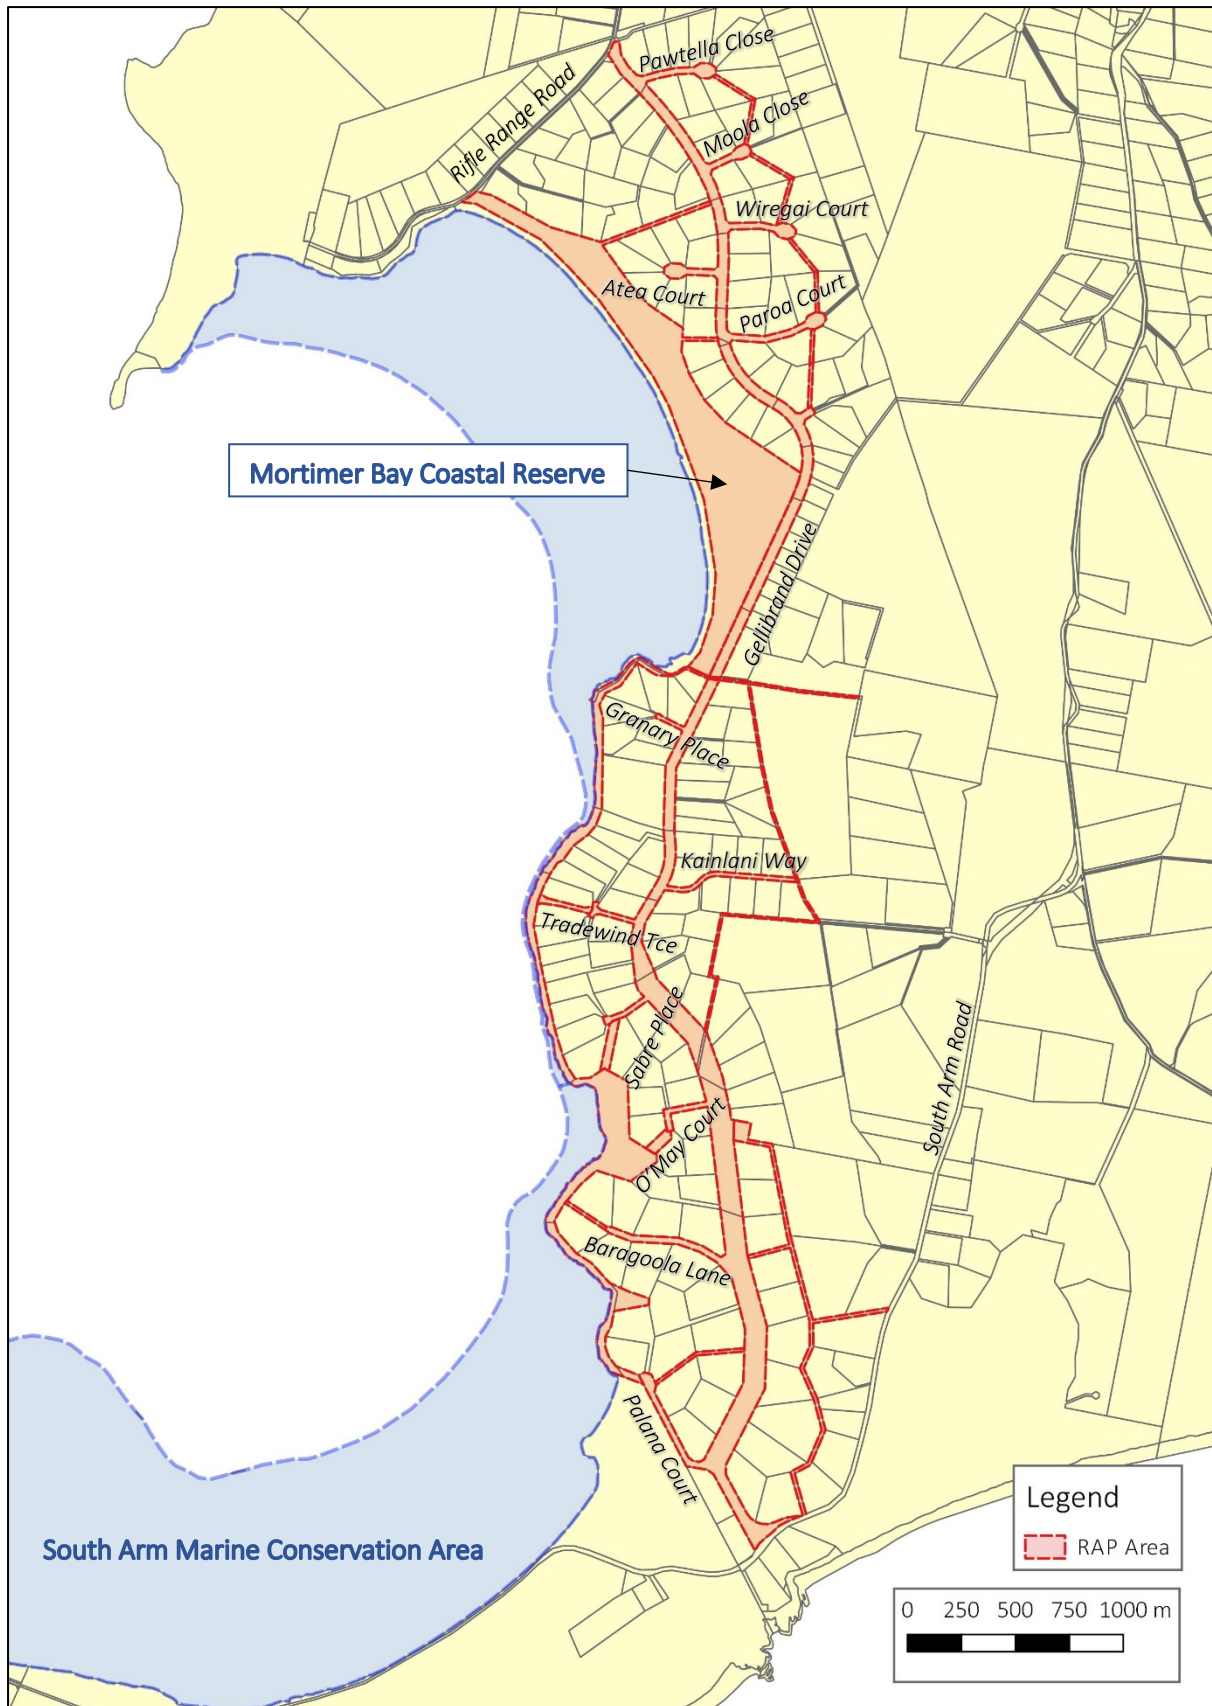 Pawtella Close
Rifle Range Road
Moola Close
Wiregai Court
Atea Court
Paroa Court
Mortimer Bay Coastal Reserve
Gellibrand Drive
Granary Place
Kainlani Way
Tradewind Tce
Sabre Place
South Arm Road
O'May Court
Baragoola Lane
Palana Court
South Arm Marine Conservation Area
Legend
RAP Area
0 250 500 750 1000 m